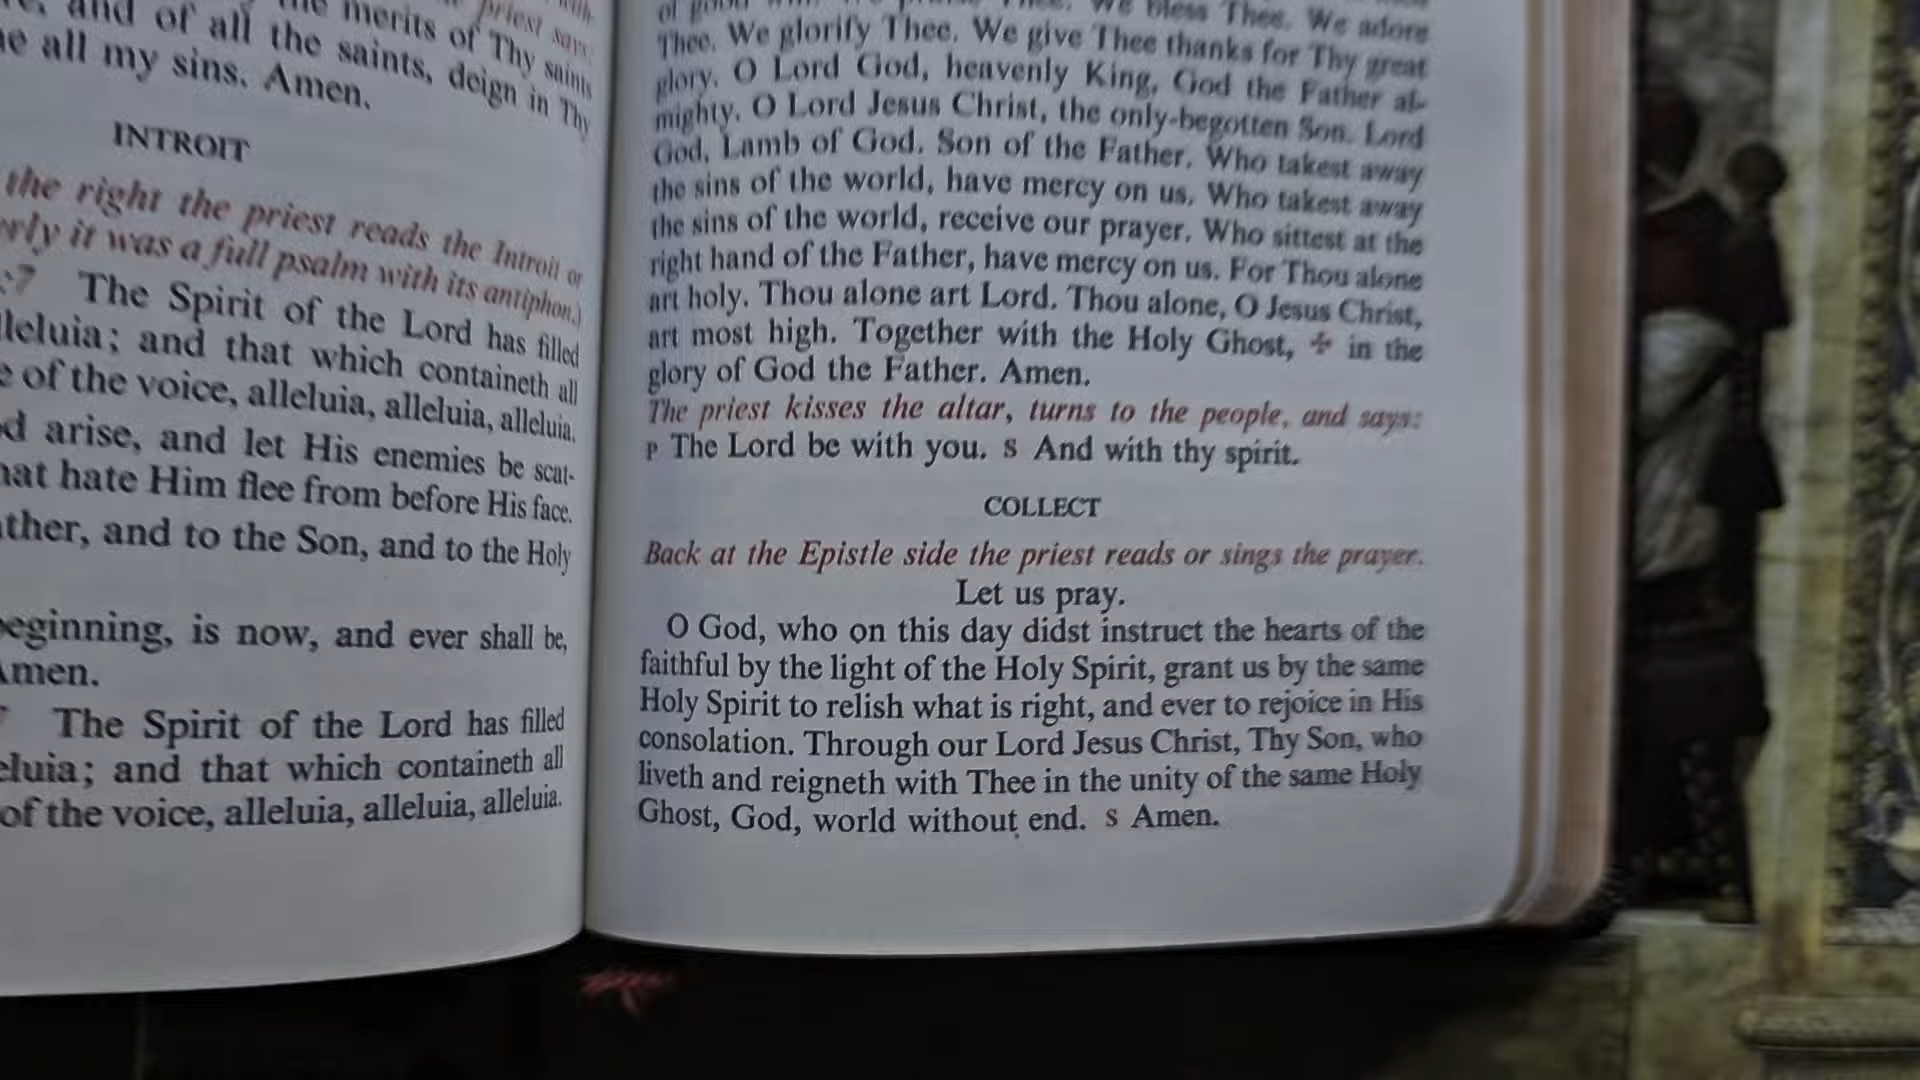 priest says:
the merits of Thy saints
and of all the saints, deign in Thy
all my sins. Amen.
INTROIT
the right the priest reads the Introit or
it was a full psalm with its antiphon.)
:7 The Spirit of the Lord has filled
lleluia; and that which containeth all
of the voice, alleluia, alleluia, alleluia.
d arise, and let His enemies be scat-
hat hate Him flee from before His face.
ther, and to the Son, and to the Holy
eginning, is now, and ever shall be,
Amen.
The Spirit of the Lord has filled
eluia; and that which containeth all
of the voice, alleluia, alleluia, alleluia.
We bless Thee. We adore
Thee. We glorify Thee. We give Thee thanks for Thy great
glory. O Lord God, heavenly King, God the Father al-
mighty. O Lord Jesus Christ, the only-begotten Son. Lord
God, Lamb of God, Son of the Father. Who takest away
the sins of the world, have mercy on us. Who takest away
the sins of the world, receive our prayer. Who sittest at the
right hand of the Father, have mercy on us. For Thou alone
art holy. Thou alone art Lord. Thou alone, O Jesus Christ,
art most high. Together with the Holy Ghost, ✠ in the
glory of God the Father. Amen.
The priest kisses the altar, turns to the people, and says:
P The Lord be with you. S And with thy spirit.
COLLECT
Back at the Epistle side the priest reads or sings the prayer.
Let us pray.
O God, who on this day didst instruct the hearts of the
faithful by the light of the Holy Spirit, grant us by the same
Holy Spirit to relish what is right, and ever to rejoice in His
consolation. Through our Lord Jesus Christ, Thy Son, who
liveth and reigneth with Thee in the unity of the same Holy
Ghost, God, world without end. S Amen.